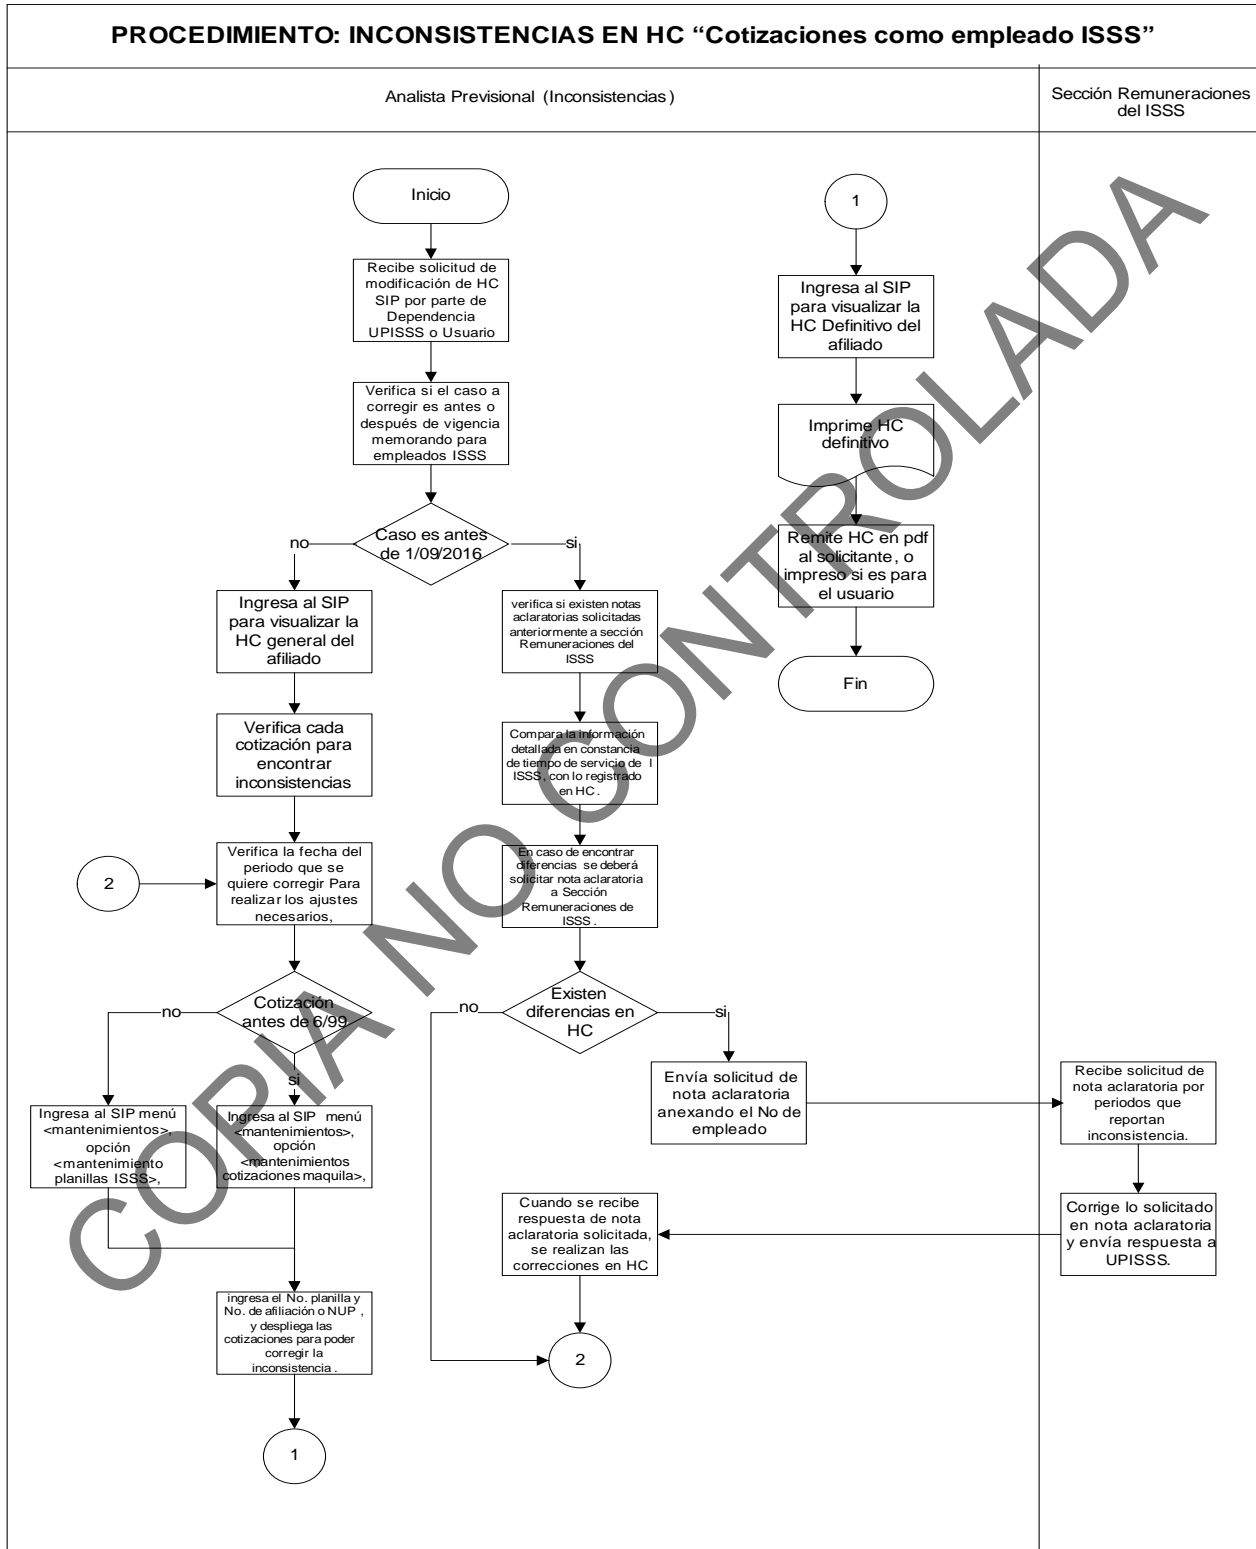 PROCEDIMIENTO: INCONSISTENCIAS EN HC “Cotizaciones como empleado ISSS”
Analista Previsional (Inconsistencias)
Sección Remuneraciones
del ISSS
Inicio
Recibe solicitud de
modificación de HC
SIP por parte de
Dependencia
UPISSS o Usuario
Verifica si el caso a
corregir es antes o
después de vigencia
memorando para
empleados ISSS
Caso es antes
de 1/09/2016
no
si
Ingresa al SIP
para visualizar la
HC general del
afiliado
Verifica cada
cotización para
encontrar
inconsistencias
2
Verifica la fecha del
periodo que se
quiere corregir Para
realizar los ajustes
necesarios,
Cotización
antes de 6/99
no
si
Ingresa al SIP menú
<mantenimientos>,
opción
<mantenimiento
planillas ISSS>,
Ingresa al SIP menú
<mantenimientos>,
opción
<mantenimientos
cotizaciones maquila>,
ingresa el No. planilla y
No. de afiliación o NUP ,
y despliega las
cotizaciones para poder
corregir la
inconsistencia .
1
verifica si existen notas
aclaratorias solicitadas
anteriormente a sección
Remuneraciones del
ISSS
Compara la información
detallada en constancia
de tiempo de servicio de l
ISSS, con lo registrado
en HC .
En caso de encontrar
diferencias se deberá
solicitar nota aclaratoria
a Sección
Remuneraciones de
ISSS .
Existen
diferencias en
HC
no
si
Envía solicitud de
nota aclaratoria
anexando el No de
empleado
Recibe solicitud de
nota aclaratoria por
periodos que
reportan
inconsistencia.
Corrige lo solicitado
en nota aclaratoria
y envía respuesta a
UPISSS.
Cuando se recibe
respuesta de nota
aclaratoria solicitada,
se realizan las
correcciones en HC
2
1
Ingresa al SIP
para visualizar la
HC Definitivo del
afiliado
Imprime HC
definitivo
Remite HC en pdf
al solicitante, o
impreso si es para
el usuario
Fin
COPIA NO CONTROLADA